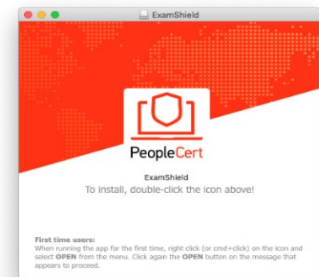 ExamShield
PeopleCert
ExamShield
To install, double-click the icon above!
First time users:
When running the app for the first time, right click (or cmd+click) on the icon and
select OPEN from the menu. Click again the OPEN button on the message that
appears to proceed.